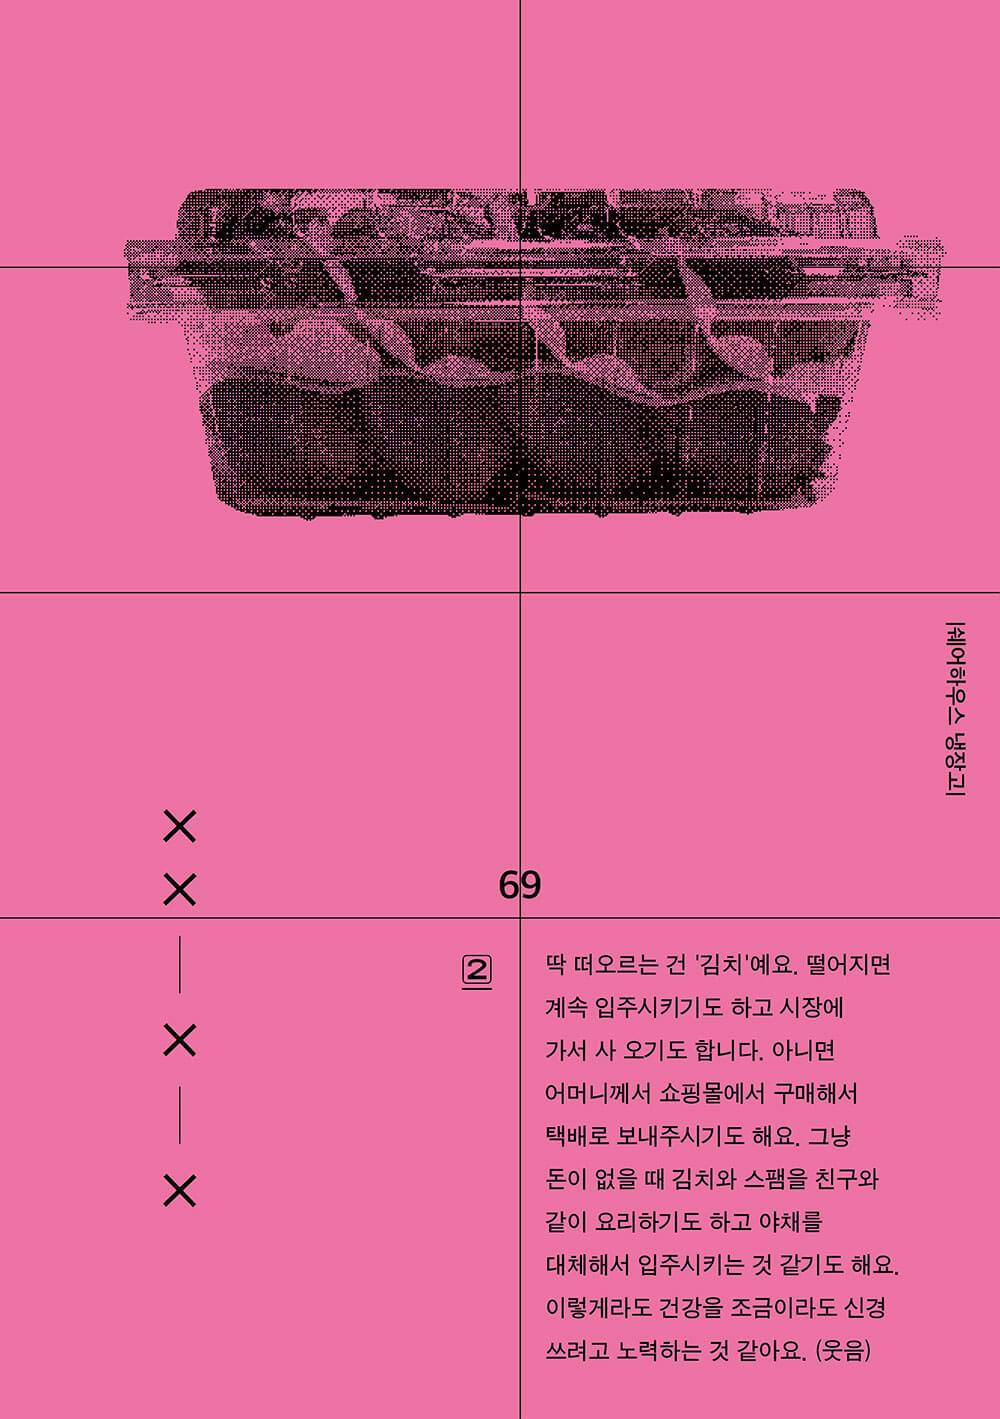 |쉐어하우스 냉장고|
69
2
딱 떠오르는 건 '김치'예요. 떨어지면
계속 입주시키기도 하고 시장에
가서 사 오기도 합니다. 아니면
어머니께서 쇼핑몰에서 구매해서
택배로 보내주시기도 해요. 그냥
돈이 없을 때 김치와 스팸을 친구와
같이 요리하기도 하고 야채를
대체해서 입주시키는 것 같기도 해요.
이렇게라도 건강을 조금이라도 신경
쓰려고 노력하는 것 같아요. (웃음)